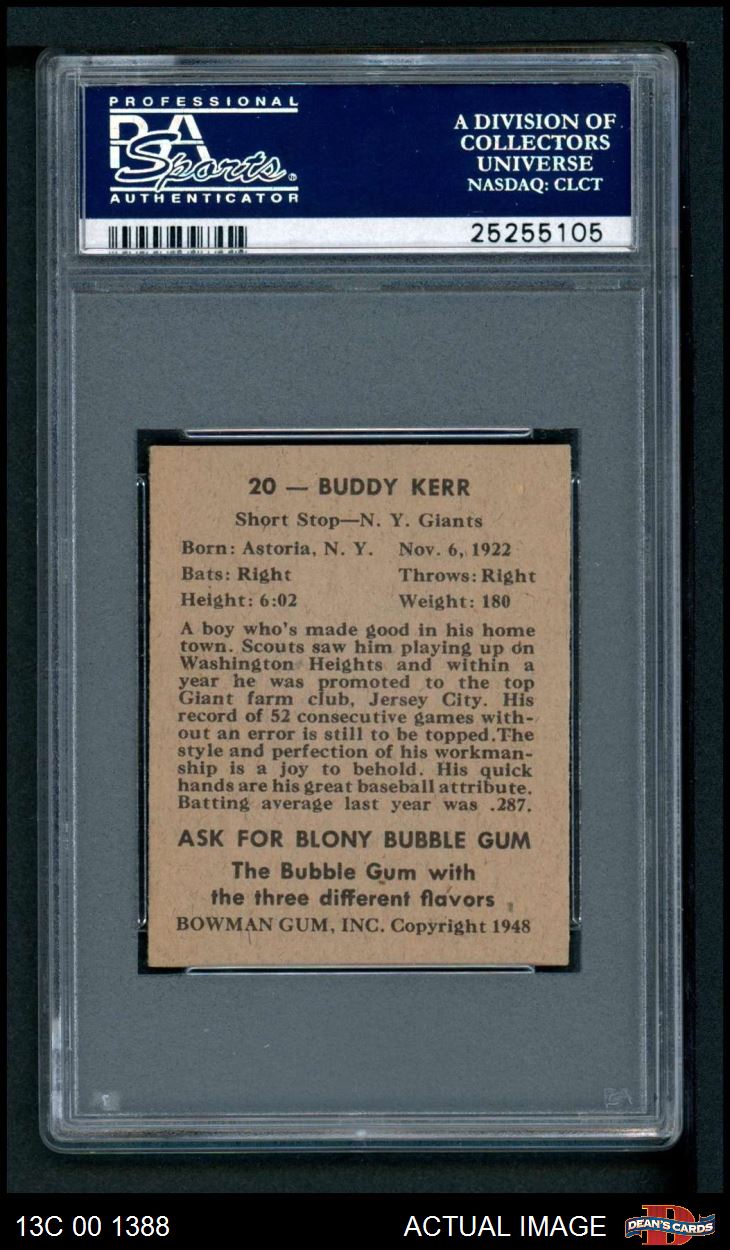 PROFESSIONAL
PSA
Sports
AUTHENTICATOR
A DIVISION OF
COLLECTORS
UNIVERSE
NASDAQ: CLCT
25255105
20 — BUDDY KERR
Short Stop—N. Y. Giants
Born: Astoria, N. Y. Nov. 6, 1922
Bats: Right Throws: Right
Height: 6:02 Weight: 180
A boy who's made good in his home
town. Scouts saw him playing up on
Washington Heights and within a
year he was promoted to the top
Giant farm club, Jersey City. His
record of 52 consecutive games with-
out an error is still to be topped.The
style and perfection of his workman-
ship is a joy to behold. His quick
hands are his great baseball attribute.
Batting average last year was .287.
ASK FOR BLONY BUBBLE GUM
The Bubble Gum with
the three different flavors
BOWMAN GUM, INC. Copyright 1948
13C 00 1388
ACTUAL IMAGE
DEAN'S CARDS